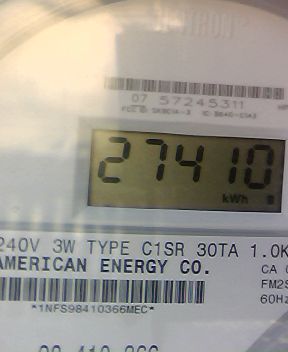 07 57245311
27410
kWh
240V 3W TYPE C1SR 30TA 1.0K
AMERICAN ENERGY CO.
CA
FM2S
60Hz
*1NFS98410366MEC*